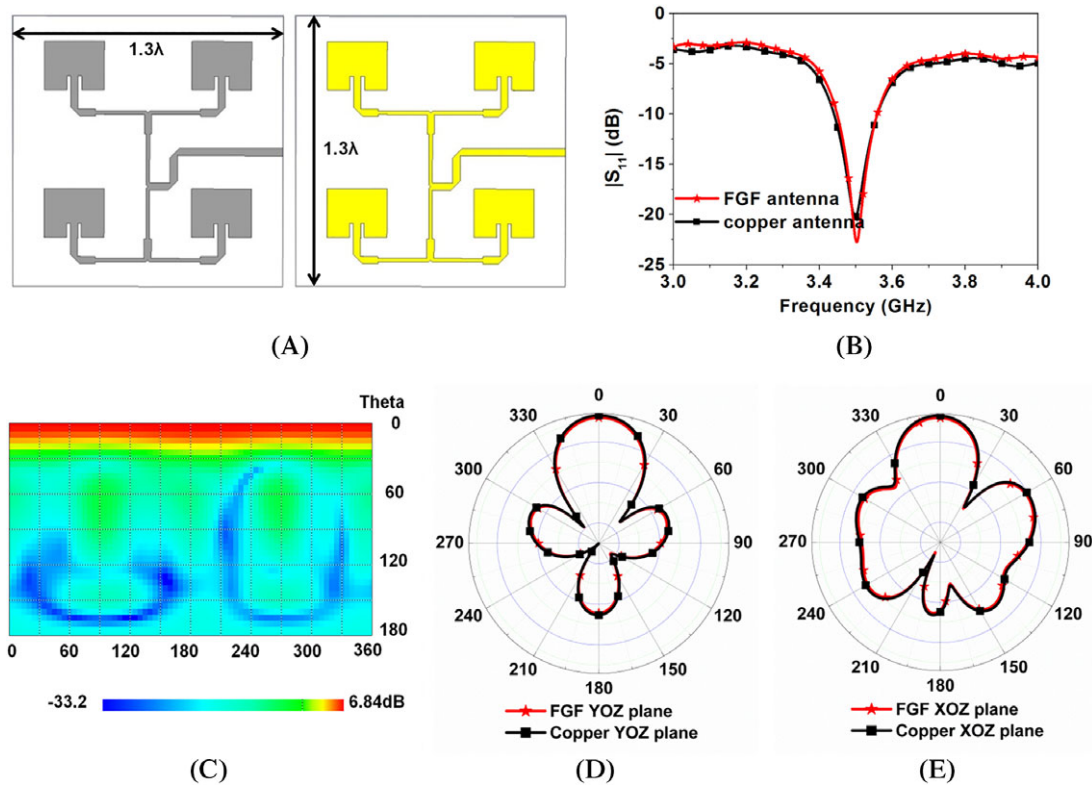 1.3λ
1.3λ
(A)
0
-5
-10
-15
-20
-25
|S11| (dB)
FGF antenna
copper antenna
3.0 3.2 3.4 3.6 3.8 4.0
Frequency (GHz)
(B)
Theta
0
60
120
180
0 60 120 180 240 300 360
-33.2 6.84dB
(C)
0
330 30
300 60
270 90
240 120
210 150
180
FGF YOZ plane
Copper YOZ plane
(D)
0
330 30
300 60
270 90
240 120
210 150
180
FGF XOZ plane
Copper XOZ plane
(E)